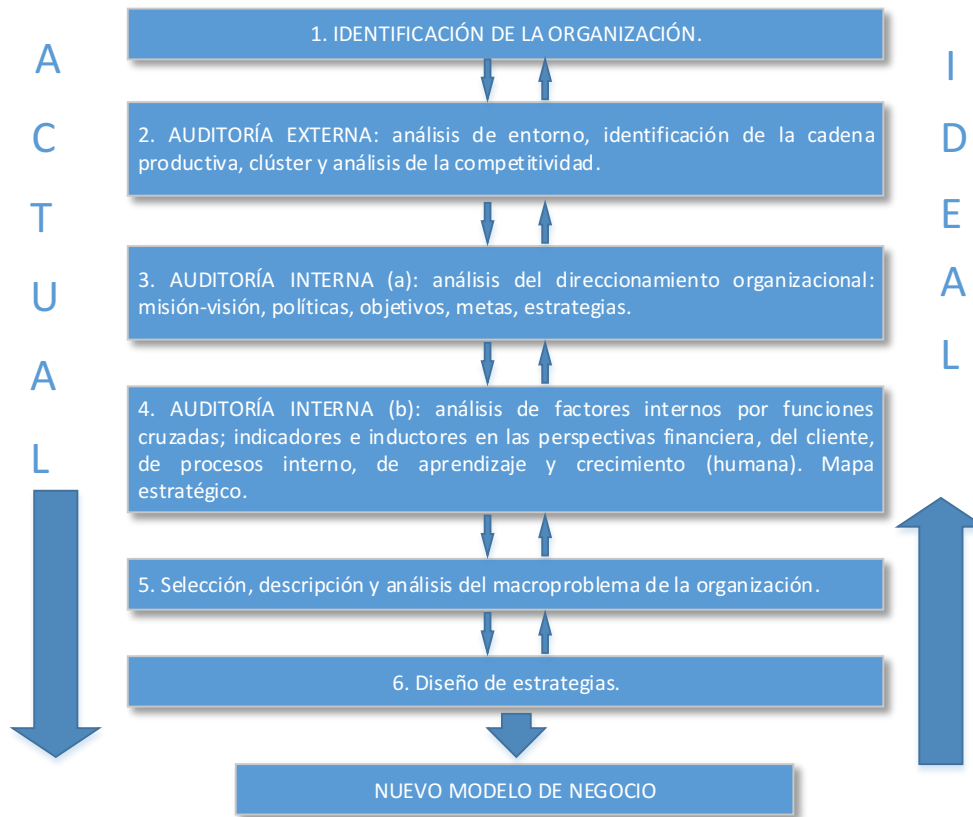 1. IDENTIFICACIÓN DE LA ORGANIZACIÓN.
2. AUDITORÍA EXTERNA: análisis de entorno, identificación de la cadena
productiva, clúster y análisis de la competitividad.
3. AUDITORÍA INTERNA (a): análisis del direccionamiento organizacional:
misión-visión, políticas, objetivos, metas, estrategias.
4. AUDITORÍA INTERNA (b): análisis de factores internos por funciones
cruzadas; indicadores e inductores en las perspectivas financiera, del cliente,
de procesos interno, de aprendizaje y crecimiento (humana). Mapa
estratégico.
5. Selección, descripción y análisis del macroproblema de la organización.
6. Diseño de estrategias.
NUEVO MODELO DE NEGOCIO
A
C
T
U
A
L
I
D
E
A
L